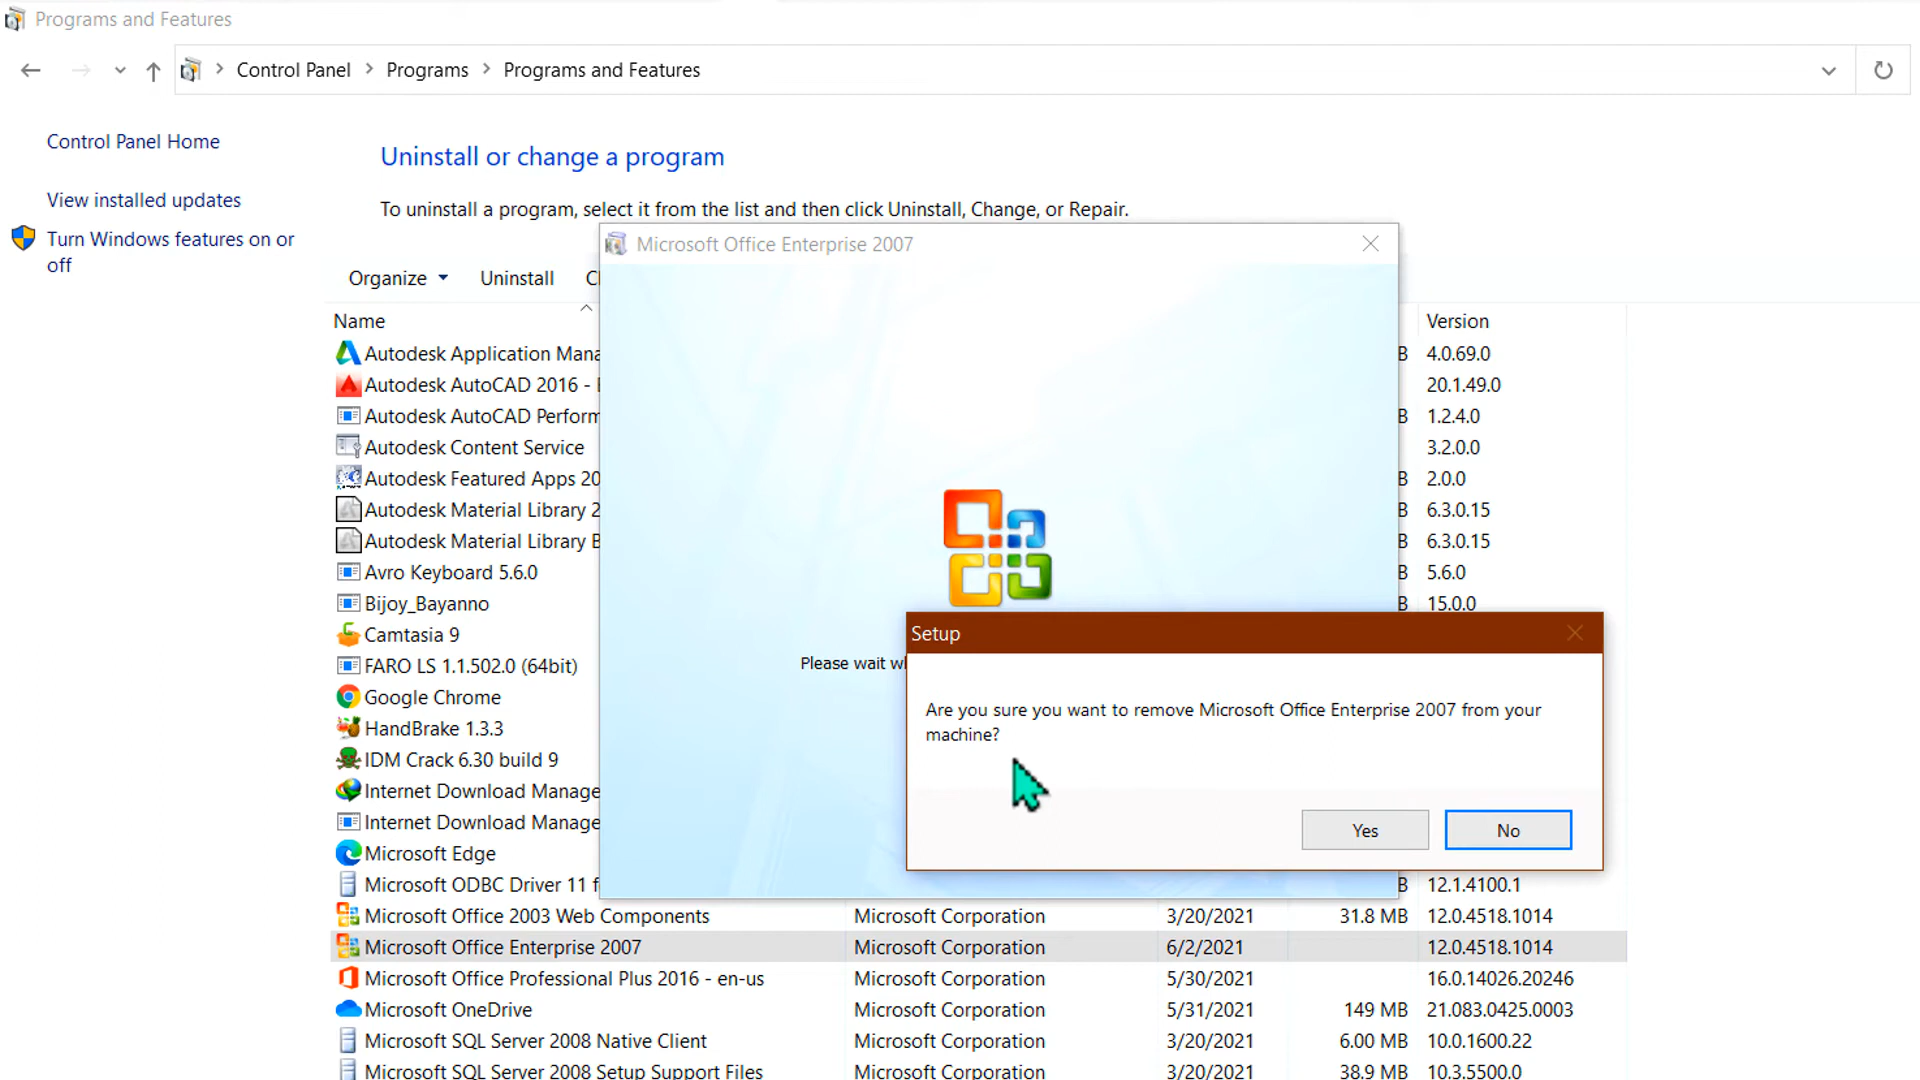 Programs and Features
Control Panel > Programs > Programs and Features
Control Panel Home
View installed updates
Turn Windows features on or
off
Uninstall or change a program
To uninstall a program, select it from the list and then click Uninstall, Change, or Repair.
Organize Uninstall
Microsoft Office Enterprise 2007
Please wait
Setup
Are you sure you want to remove Microsoft Office Enterprise 2007 from your
machine?
Yes No
Name Version
Autodesk Application Mana B 4.0.69.0
Autodesk AutoCAD 2016 - 20.1.49.0
Autodesk AutoCAD Perform B 1.2.4.0
Autodesk Content Service 3.2.0.0
Autodesk Featured Apps 20 B 2.0.0
Autodesk Material Library 2 B 6.3.0.15
Autodesk Material Library B B 6.3.0.15
Avro Keyboard 5.6.0 B 5.6.0
Bijoy_Bayanno B 15.0.0
Camtasia 9
FARO LS 1.1.502.0 (64bit)
Google Chrome
HandBrake 1.3.3
IDM Crack 6.30 build 9
Internet Download Manage
Internet Download Manage
Microsoft Edge
Microsoft ODBC Driver 11 f B 12.1.4100.1
Microsoft Office 2003 Web Components Microsoft Corporation 3/20/2021 31.8 MB 12.0.4518.1014
Microsoft Office Enterprise 2007 Microsoft Corporation 6/2/2021 12.0.4518.1014
Microsoft Office Professional Plus 2016 - en-us Microsoft Corporation 5/30/2021 16.0.14026.20246
Microsoft OneDrive Microsoft Corporation 5/31/2021 149 MB 21.083.0425.0003
Microsoft SQL Server 2008 Native Client Microsoft Corporation 3/20/2021 6.00 MB 10.0.1600.22
Microsoft SQL Server 2008 Setup Support Files Microsoft Corporation 3/20/2021 38.9 MB 10.3.5500.0